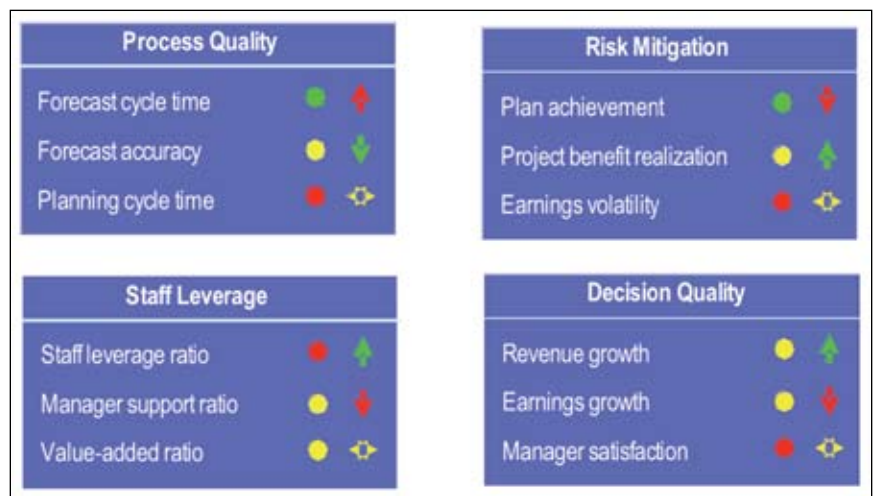 Process Quality
Forecast cycle time
Forecast accuracy
Planning cycle time
Risk Mitigation
Plan achievement
Project benefit realization
Earnings volatility
Staff Leverage
Staff leverage ratio
Manager support ratio
Value-added ratio
Decision Quality
Revenue growth
Earnings growth
Manager satisfaction